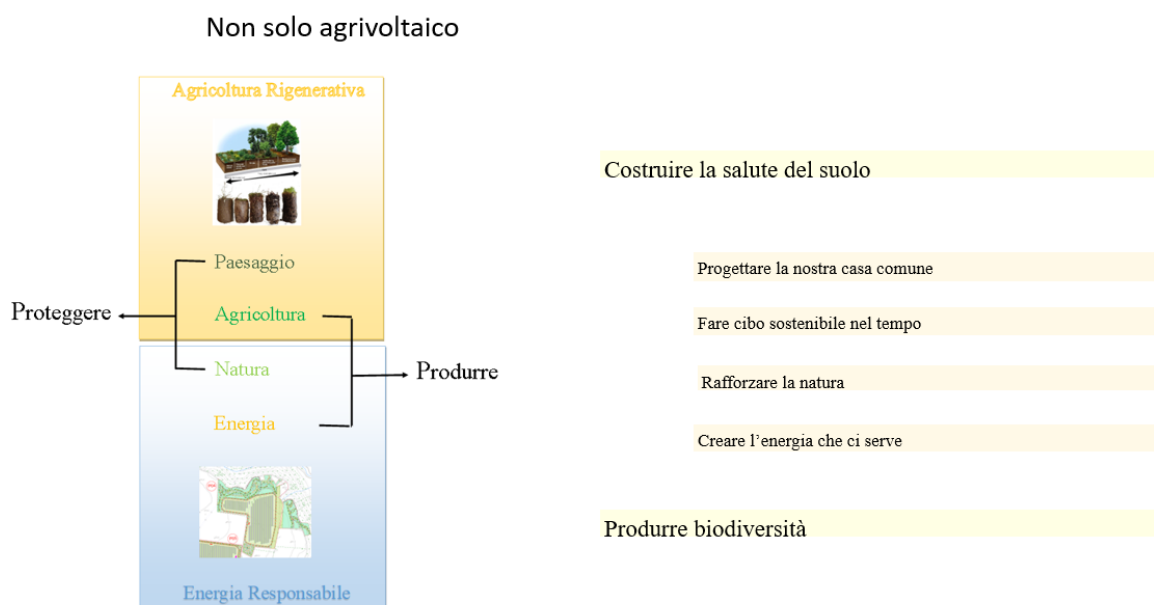 Non solo agrivoltaico
Agricoltura Rigenerativa
Costruire la salute del suolo
Paesaggio
Progettare la nostra casa comune
Proteggere
Agricoltura
Fare cibo sostenibile nel tempo
Natura
Produrre
Rafforzare la natura
Energia
Creare l’energia che ci serve
Produrre biodiversità
Energia Responsabile